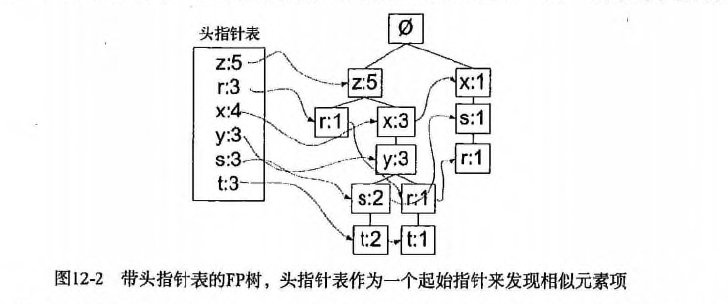 头指针表
Ø
z:5
r:3
x:4
y:3
s:3
t:3
z:5
x:1
r:1
x:3
s:1
y:3
r:1
s:2
r:1
t:2
t:1
图12-2 带头指针表的FP树，头指针表作为一个起始指针来发现相似元素项